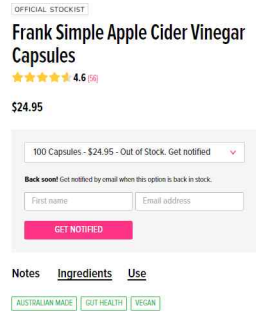 OFFICIAL STOCKIST
Frank Simple Apple Cider Vinegar
Capsules
4.6 (56)
$24.95
100 Capsules - $24.95 - Out of Stock. Get notified
Back soon! Get notified by email when this option is back in stock.
First name Email address
GET NOTIFIED
Notes Ingredients Use
AUSTRALIAN MADE GUT HEALTH VEGAN